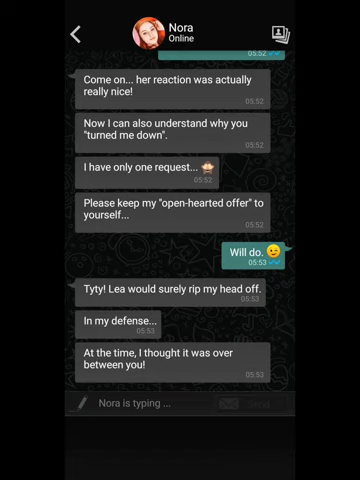 Nora
Online
05:52
Come on... her reaction was actually
really nice!
05:52
Now I can also understand why you
"turned me down".
05:52
I have only one request...
05:52
Please keep my "open-hearted offer" to
yourself...
05:52
Will do. 😉
05:53
Tyty! Lea would surely rip my head off.
05:53
In my defense...
05:53
At the time, I thought it was over
between you!
05:53
Nora is typing ...
Send